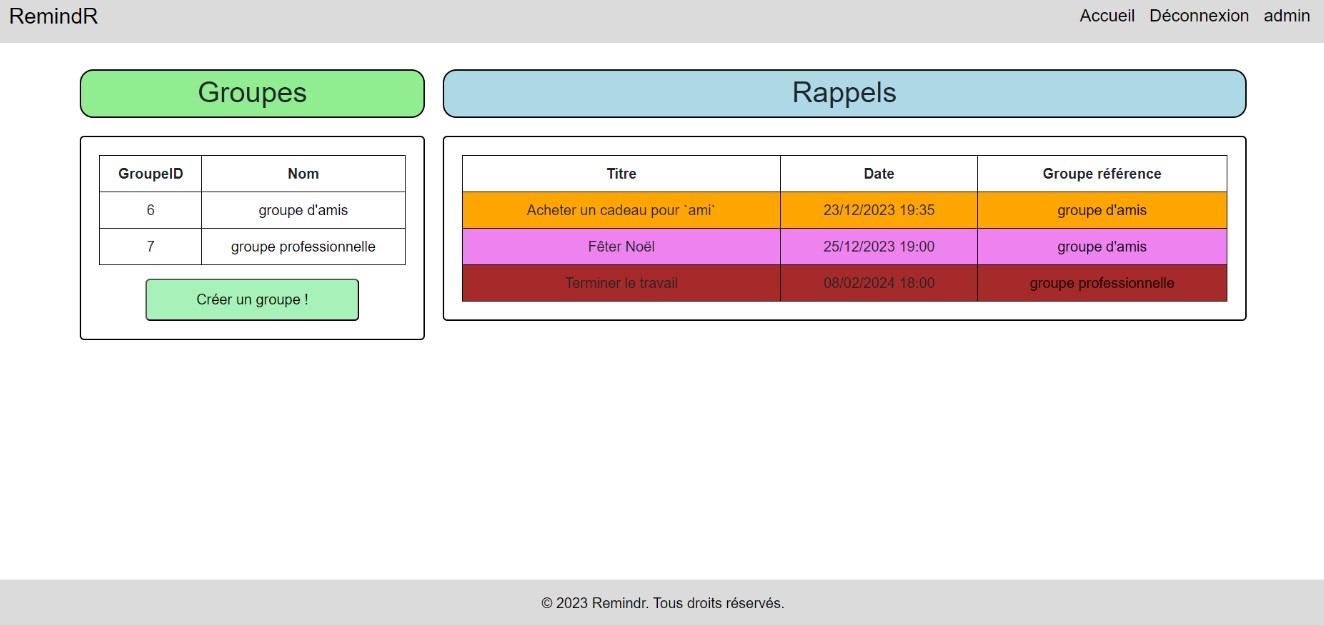 RemindR
Accueil Déconnexion admin
Groupes
GroupeID Nom
6 groupe d'amis
7 groupe professionnelle
Créer un groupe !
Rappels
Titre Date Groupe référence
Acheter un cadeau pour `ami` 23/12/2023 19:35 groupe d'amis
Fêter Noël 25/12/2023 19:00 groupe d'amis
Terminer le travail 08/02/2024 18:00 groupe professionnelle
© 2023 Remindr. Tous droits réservés.